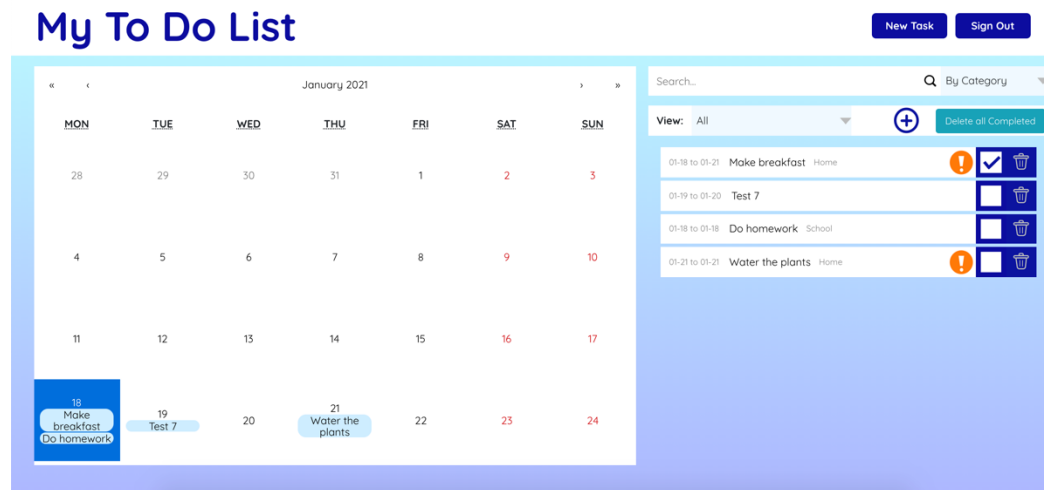 My To Do List
New Task Sign Out
« ‹ January 2021 › »
MON TUE WED THU FRI SAT SUN
28 29 30 31 1 2 3
4 5 6 7 8 9 10
11 12 13 14 15 16 17
18 19 20 21 22 23 24
Make breakfast
Do homework
Test 7
Water the plants
Search... By Category
View: All Delete all Completed
01-18 to 01-21 Make breakfast Home
01-19 to 01-20 Test 7
01-18 to 01-18 Do homework School
01-21 to 01-21 Water the plants Home